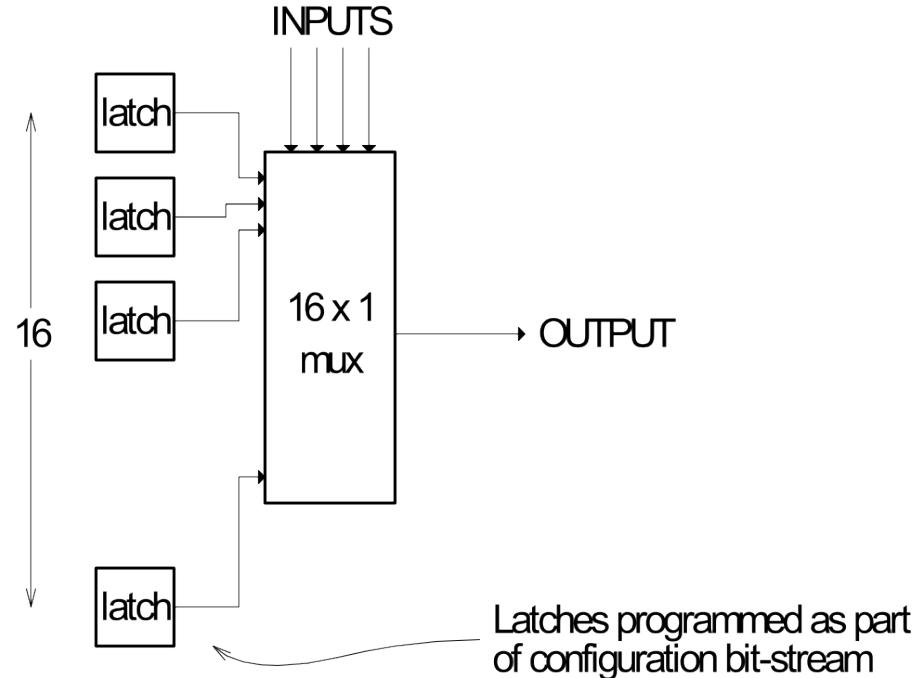 INPUTS
latch
latch
latch
16
16 x 1
mux
OUTPUT
latch
Latches programmed as part
of configuration bit-stream